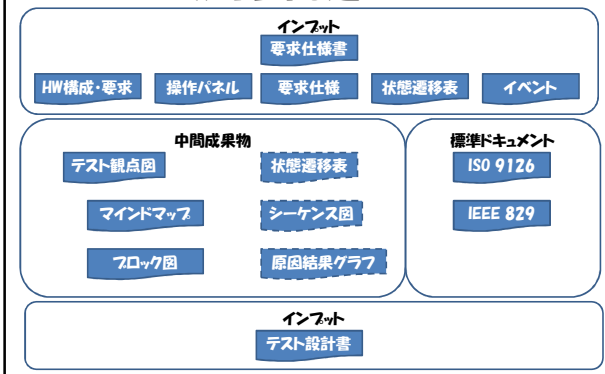 インプット
要求仕様書
HW構成・要求 操作パネル 要求仕様 状態遷移表 イベント
中間成果物
テスト観点図 状態遷移表
マインドマップ シーケンス図
ブロック図 原因結果グラフ
標準ドキュメント
ISO 9126
IEEE 829
インプット
テスト設計書